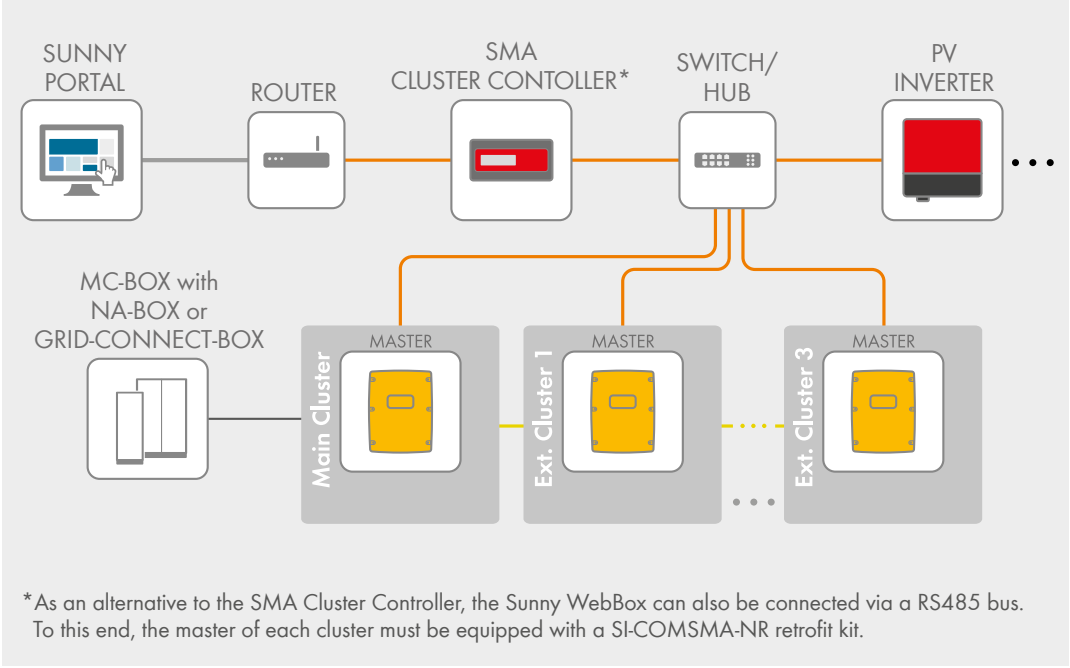 SUNNY
PORTAL
ROUTER
SMA
CLUSTER CONTOLLER*
SWITCH/
HUB
PV
INVERTER
MC-BOX with
NA-BOX or
GRID-CONNECT-BOX
Main Cluster
MASTER
Ext. Cluster 1
MASTER
Ext. Cluster 3
MASTER
*As an alternative to the SMA Cluster Controller, the Sunny WebBox can also be connected via a RS485 bus.
To this end, the master of each cluster must be equipped with a SI-COMSMA-NR retrofit kit.